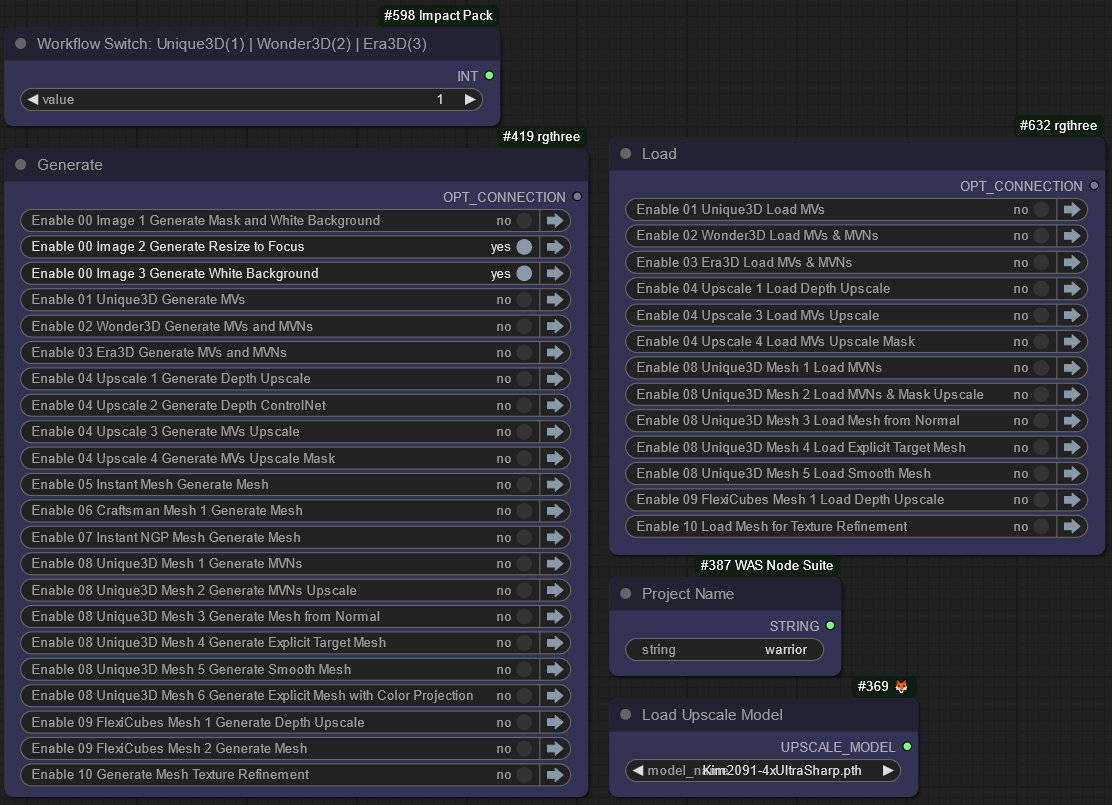 #598 Impact Pack
Workflow Switch: Unique3D(1) | Wonder3D(2) | Era3D(3)
INT
value 1
#419 rgthree
Generate
OPT_CONNECTION
Enable 00 Image 1 Generate Mask and White Background no
Enable 00 Image 2 Generate Resize to Focus yes
Enable 00 Image 3 Generate White Background yes
Enable 01 Unique3D Generate MVs no
Enable 02 Wonder3D Generate MVs and MVNs no
Enable 03 Era3D Generate MVs and MVNs no
Enable 04 Upscale 1 Generate Depth Upscale no
Enable 04 Upscale 2 Generate Depth ControlNet no
Enable 04 Upscale 3 Generate MVs Upscale no
Enable 04 Upscale 4 Generate MVs Upscale Mask no
Enable 05 Instant Mesh Generate Mesh no
Enable 06 Craftsman Mesh 1 Generate Mesh no
Enable 07 Instant NGP Mesh Generate Mesh no
Enable 08 Unique3D Mesh 1 Generate MVNs no
Enable 08 Unique3D Mesh 2 Generate MVNs Upscale no
Enable 08 Unique3D Mesh 3 Generate Mesh from Normal no
Enable 08 Unique3D Mesh 4 Generate Explicit Target Mesh no
Enable 08 Unique3D Mesh 5 Generate Smooth Mesh no
Enable 08 Unique3D Mesh 6 Generate Explicit Mesh with Color Projection no
Enable 09 FlexiCubes Mesh 1 Generate Depth Upscale no
Enable 09 FlexiCubes Mesh 2 Generate Mesh no
Enable 10 Generate Mesh Texture Refinement no
#632 rgthree
Load
OPT_CONNECTION
Enable 01 Unique3D Load MVs no
Enable 02 Wonder3D Load MVs & MVNs no
Enable 03 Era3D Load MVs & MVNs no
Enable 04 Upscale 1 Load Depth Upscale no
Enable 04 Upscale 3 Load MVs Upscale no
Enable 04 Upscale 4 Load MVs Upscale Mask no
Enable 08 Unique3D Mesh 1 Load MVNs no
Enable 08 Unique3D Mesh 2 Load MVNs & Mask Upscale no
Enable 08 Unique3D Mesh 3 Load Mesh from Normal no
Enable 08 Unique3D Mesh 4 Load Explicit Target Mesh no
Enable 08 Unique3D Mesh 5 Load Smooth Mesh no
Enable 09 FlexiCubes Mesh 1 Load Depth Upscale no
Enable 10 Load Mesh for Texture Refinement no
#387 WAS Node Suite
Project Name
STRING
string warrior
#369 🦊
Load Upscale Model
UPSCALE_MODEL
Kim2091-4xUltraSharp.pth